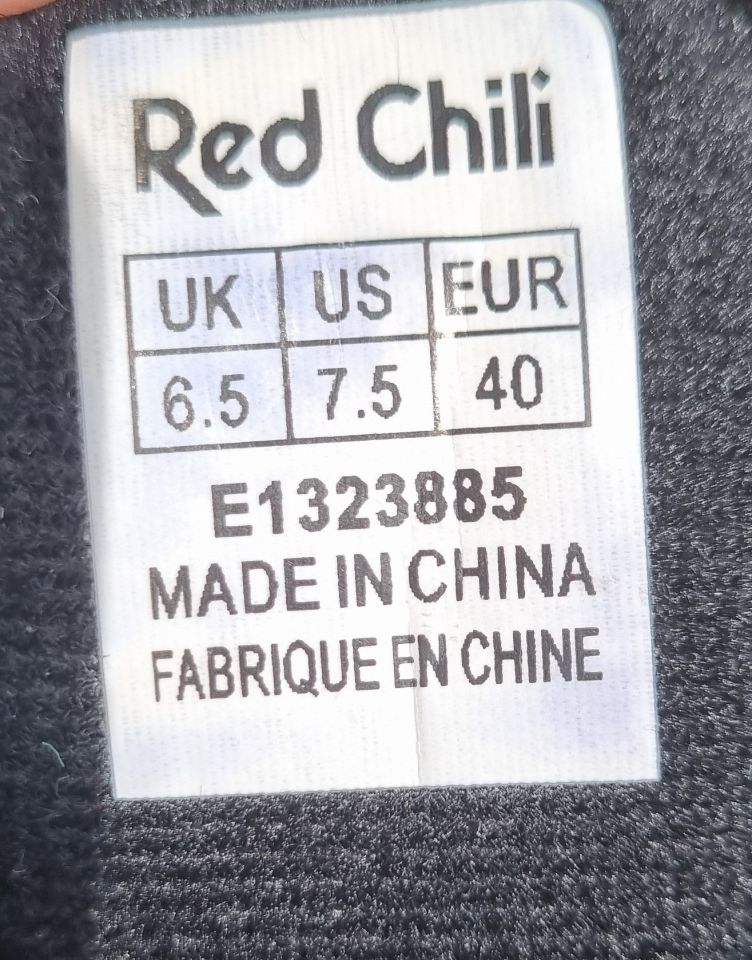 Red Chili
UK US EUR
6.5 7.5 40
E1323885
MADE IN CHINA
FABRIQUE EN CHINE